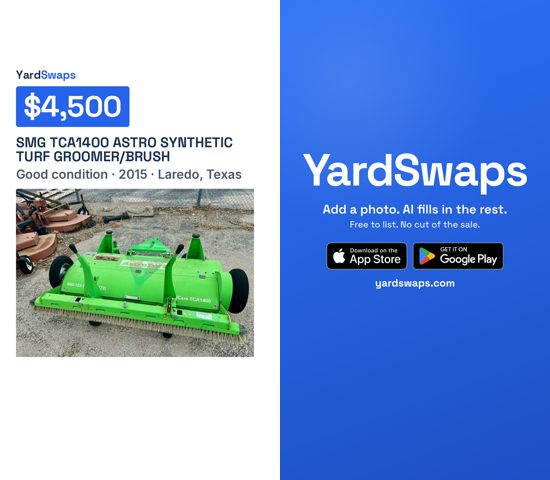 YardSwaps
$4,500
SMG TCA1400 ASTRO SYNTHETIC
TURF GROOMER/BRUSH
Good condition · 2015 · Laredo, Texas
TCA1400
YardSwaps
Add a photo. AI fills in the rest.
Free to list. No cut of the sale.
Download on the
App Store
GET IT ON
Google Play
yardswaps.com